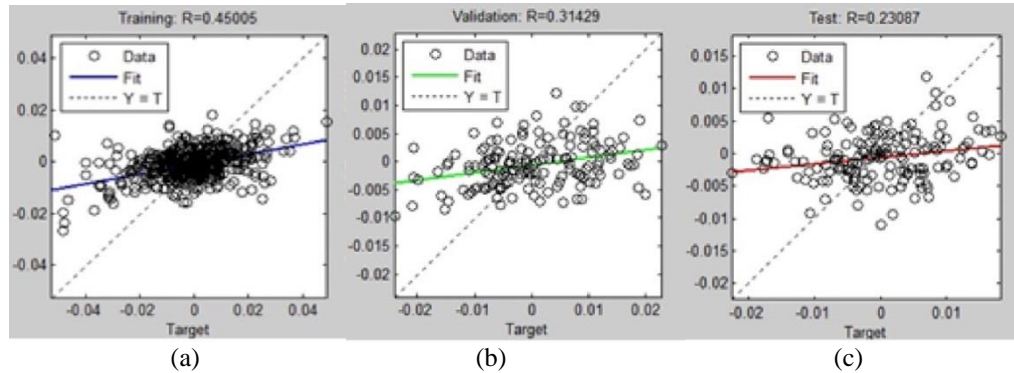 Training: R=0.45005
0.04
0.02
0
-0.02
-0.04
Data
Fit
Y = T
-0.04 -0.02 0 0.02 0.04
Target
(a)
Validation: R=0.31429
0.02
0.015
0.01
0.005
0
-0.005
-0.01
-0.015
-0.02
Data
Fit
Y = T
-0.02 -0.01 0 0.01 0.02
Target
(b)
Test: R=0.23087
0.015
0.01
0.005
0
-0.005
-0.01
-0.015
-0.02
Data
Fit
Y = T
-0.02 -0.01 0 0.01
Target
(c)